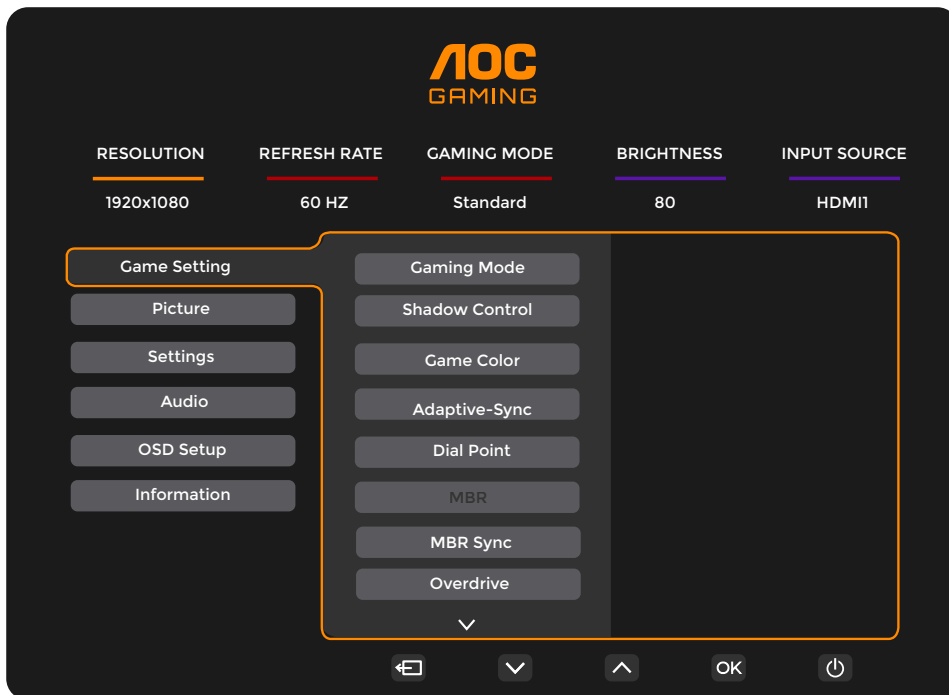 AOC
GAMING
RESOLUTION REFRESH RATE GAMING MODE BRIGHTNESS INPUT SOURCE
1920x1080 60 HZ Standard 80 HDMI1
Game Setting
Picture
Settings
Audio
OSD Setup
Information
Gaming Mode
Shadow Control
Game Color
Adaptive-Sync
Dial Point
MBR
MBR Sync
Overdrive
OK